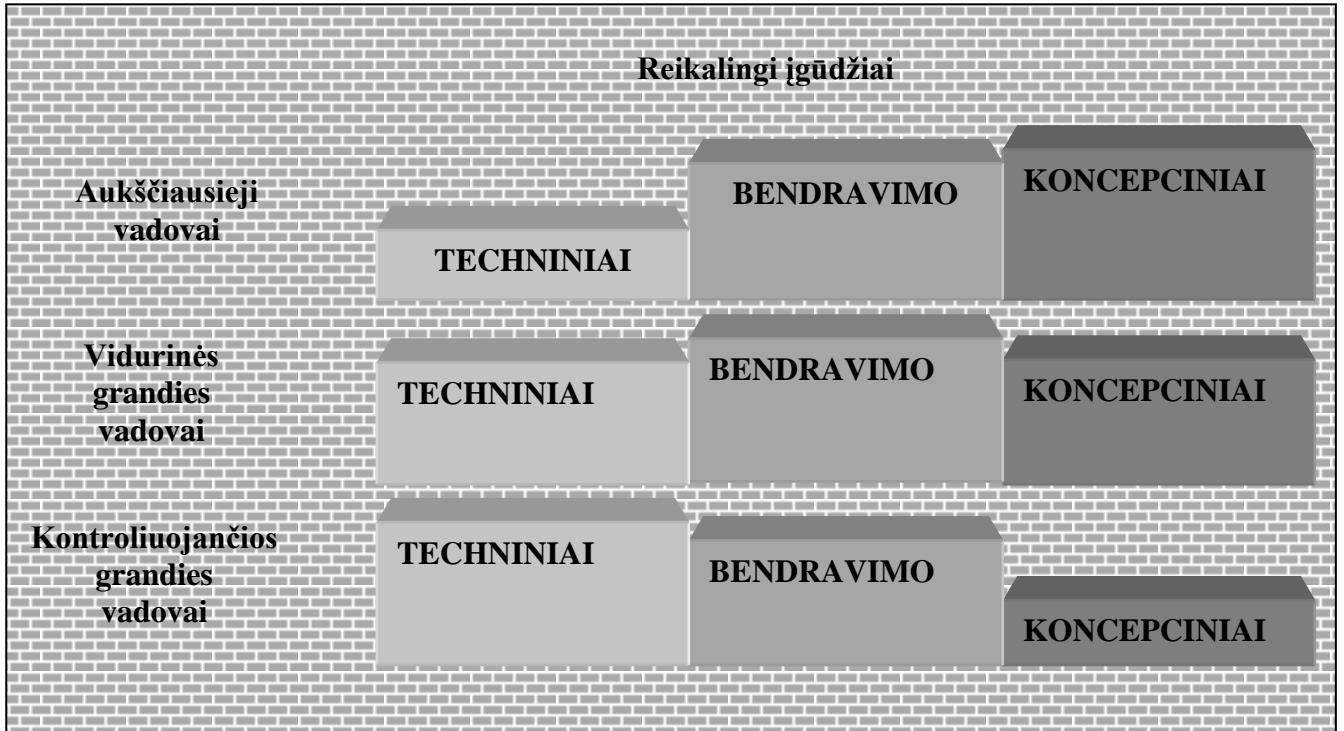 Reikalingi įgūdžiai
Aukščiausieji
vadovai
TECHNINIAI
BENDRAVIMO
KONCEPCINIAI
Vidurinės
grandies
vadovai
TECHNINIAI
BENDRAVIMO
KONCEPCINIAI
Kontroliuojančios
grandies
vadovai
TECHNINIAI
BENDRAVIMO
KONCEPCINIAI